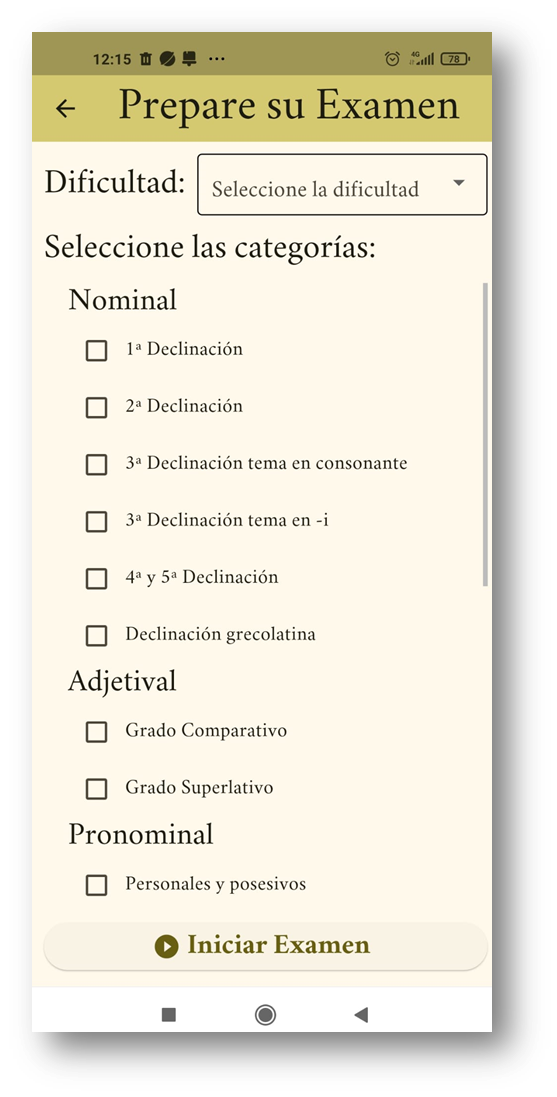 12:15 ... 4G 78
Prepare su Examen
Dificultad: Seleccione la dificultad
Seleccione las categorías:
Nominal
1ª Declinación
2ª Declinación
3ª Declinación tema en consonante
3ª Declinación tema en -i
4ª y 5ª Declinación
Declinación grecolatina
Adjetival
Grado Comparativo
Grado Superlativo
Pronominal
Personales y posesivos
Iniciar Examen